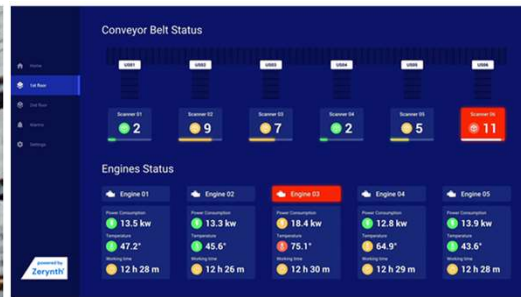 Conveyor Belt Status
US01 US02 US03 US04 US05 US06
Home
1st floor
2nd floor
Alarms
Settings
Scanner 01 Scanner 02 Scanner 03 Scanner 04 Scanner 05 Scanner 06
2 9 7 2 5 11
Engines Status
Engine 01 Engine 02 Engine 03 Engine 04 Engine 05
Power Consumption Power Consumption Power Consumption Power Consumption Power Consumption
13.5 kw 13.3 kw 18.4 kw 12.8 kw 13.9 kw
Temperature Temperature Temperature Temperature Temperature
47.2° 45.6° 75.1° 64.9° 43.6°
Working time Working time Working time Working time Working time
12 h 28 m 12 h 26 m 12 h 30 m 12 h 29 m 12 h 28 m
powered by
Zerynth